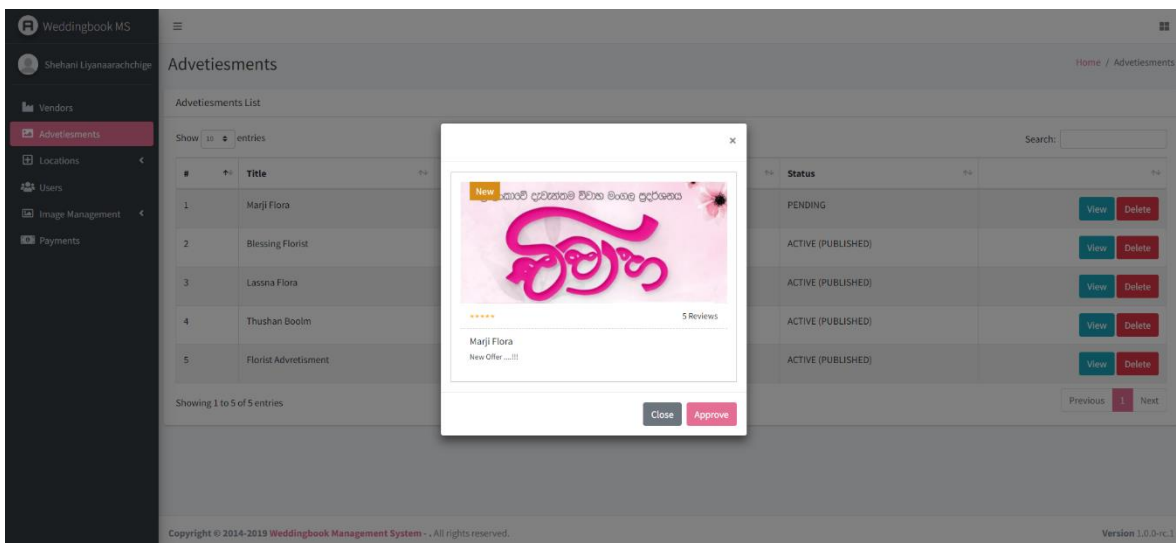 Weddingbook MS
Shehani Liyanaarachchige
Advetiesments
Home / Advetiesments
Vendors
Advetiesments
Locations
Users
Image Management
Payments
Advetiesments List
Show 10 entries
Search:
# Title Status
1 Marji Flora PENDING View Delete
2 Blessing Florist ACTIVE (PUBLISHED) View Delete
3 Lassna Flora ACTIVE (PUBLISHED) View Delete
4 Thushan Boolm ACTIVE (PUBLISHED) View Delete
5 Florist Advretisment ACTIVE (PUBLISHED) View Delete
Showing 1 to 5 of 5 entries
Previous 1 Next
×
New
දැවැන්තම විවාහ මංගල ප්‍රදර්ශනය
විවාහ
5 Reviews
Marji Flora
New Offer ....!!!
Close Approve
Copyright © 2014-2019 Weddingbook Management System - . All rights reserved.
Version 1.0.0-rc.1